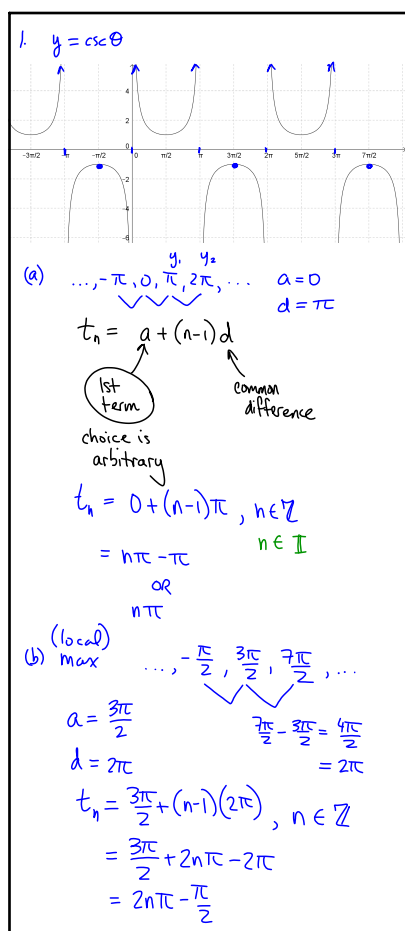 1. y = cscθ
4
2
-3π/2 -π -π/2 0 π/2 π 3π/2 2π 5π/2 3π 7π/2
-2
-4
-6
y₁ y₂
(a) ..., -π, 0, π, 2π, ... a = 0
d = π
tₙ = a + (n-1)d
1st term
common difference
choice is arbitrary
tₙ = 0 + (n-1)π, n∈ℤ
n ∈ 𝕀
= nπ - π
OR
nπ
(local)
(b) max ..., -π/2, 3π/2, 7π/2, ...
a = 3π/2
7π/2 - 3π/2 = 4π/2
d = 2π
= 2π
tₙ = 3π/2 + (n-1)(2π), n ∈ ℤ
= 3π/2 + 2nπ - 2π
= 2nπ - π/2